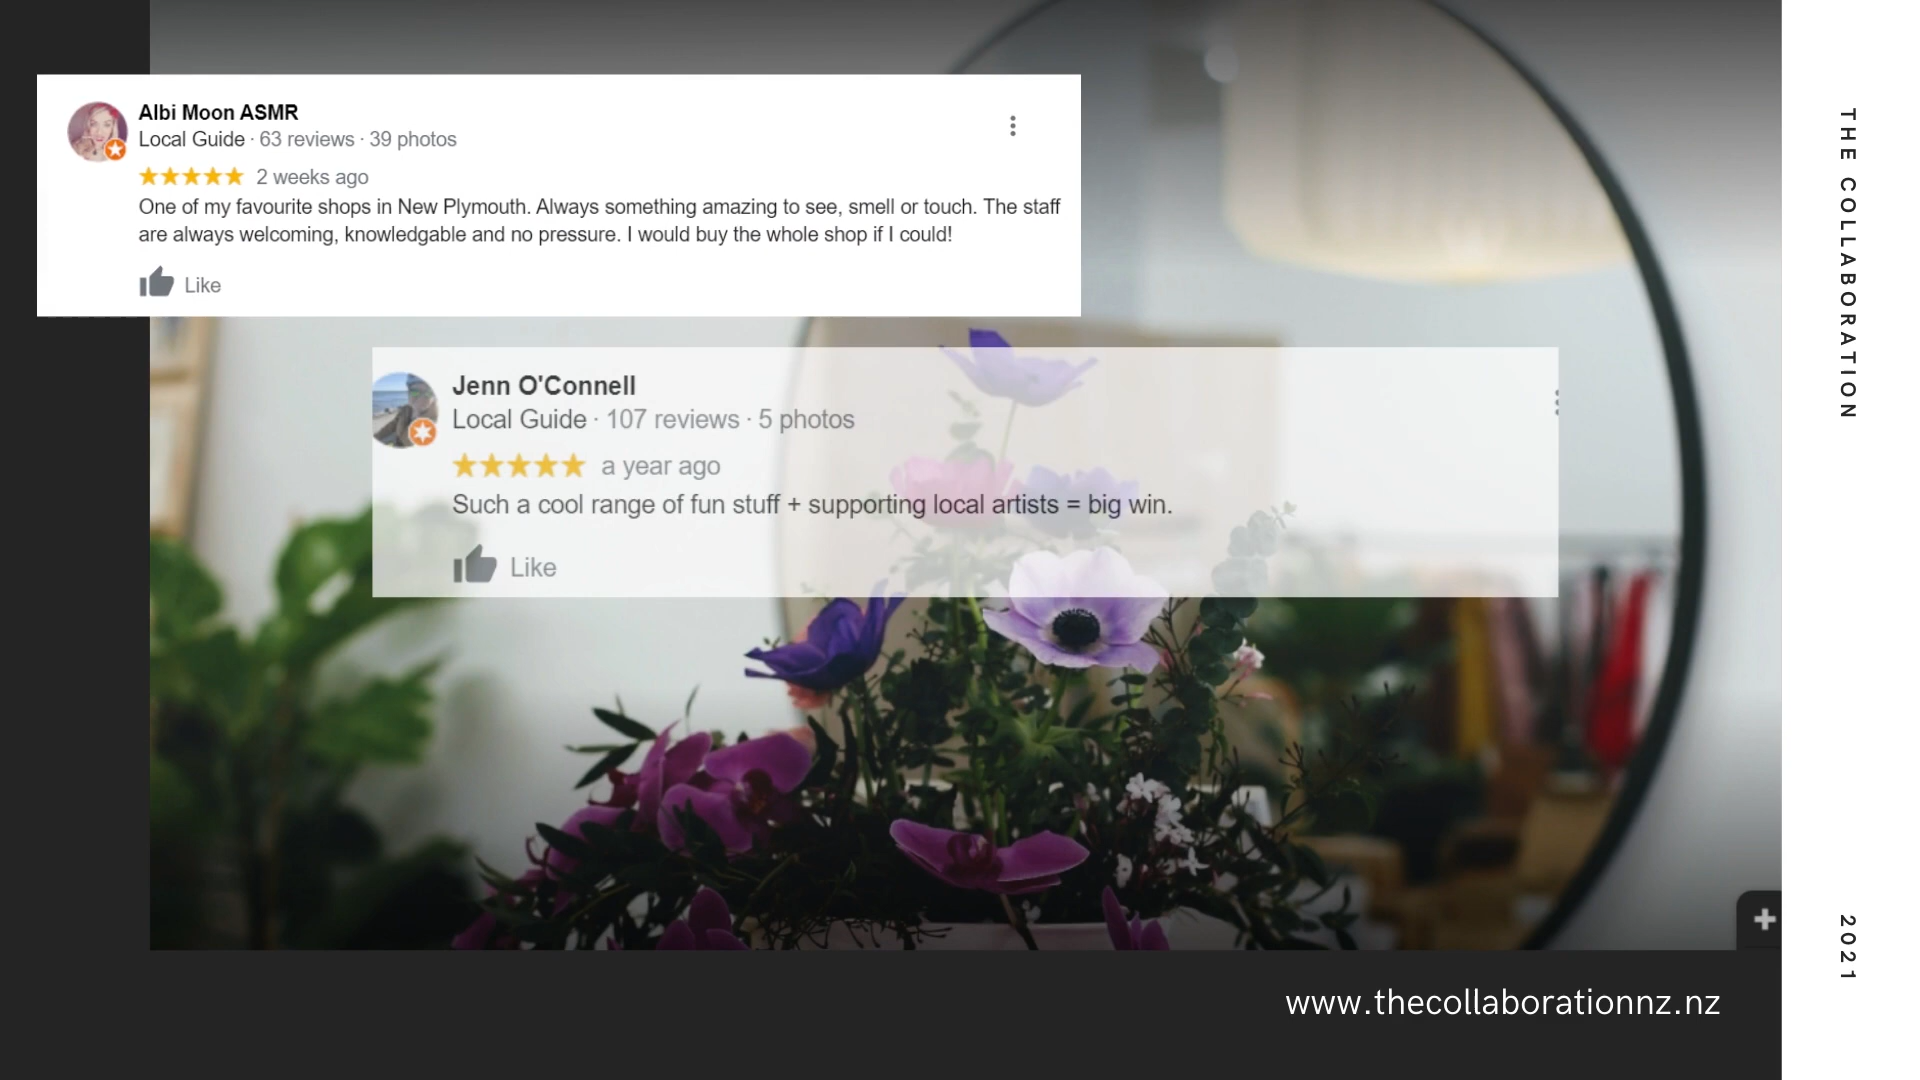 Albi Moon ASMR
Local Guide · 63 reviews · 39 photos
2 weeks ago
One of my favourite shops in New Plymouth. Always something amazing to see, smell or touch. The staff
are always welcoming, knowledgable and no pressure. I would buy the whole shop if I could!
Like
Jenn O'Connell
Local Guide · 107 reviews · 5 photos
a year ago
Such a cool range of fun stuff + supporting local artists = big win.
Like
THE COLLABORATION
2021
www.thecollaborationnz.nz